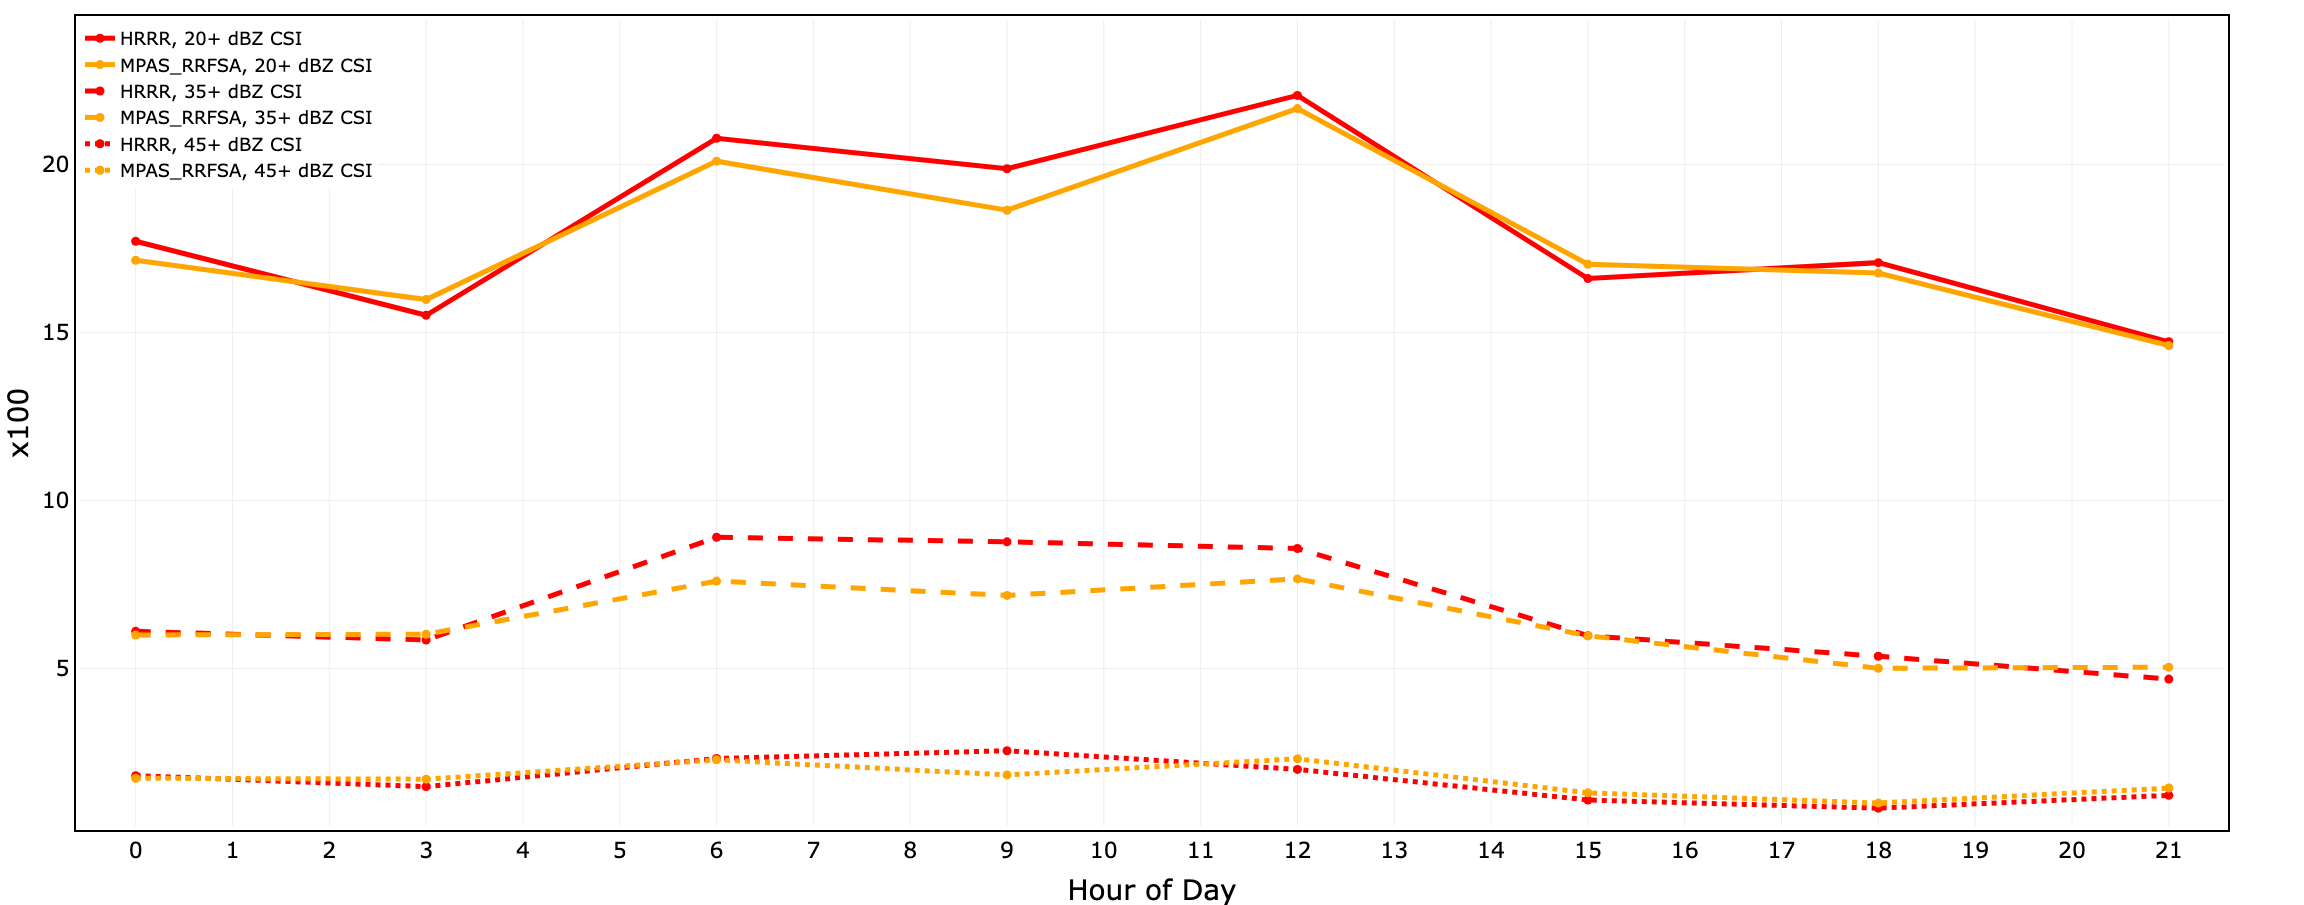 HRRR, 20+ dBZ CSI
MPAS_RRFSA, 20+ dBZ CSI
HRRR, 35+ dBZ CSI
MPAS_RRFSA, 35+ dBZ CSI
HRRR, 45+ dBZ CSI
MPAS_RRFSA, 45+ dBZ CSI
20
15
10
5
x100
0 1 2 3 4 5 6 7 8 9 10 11 12 13 14 15 16 17 18 19 20 21
Hour of Day